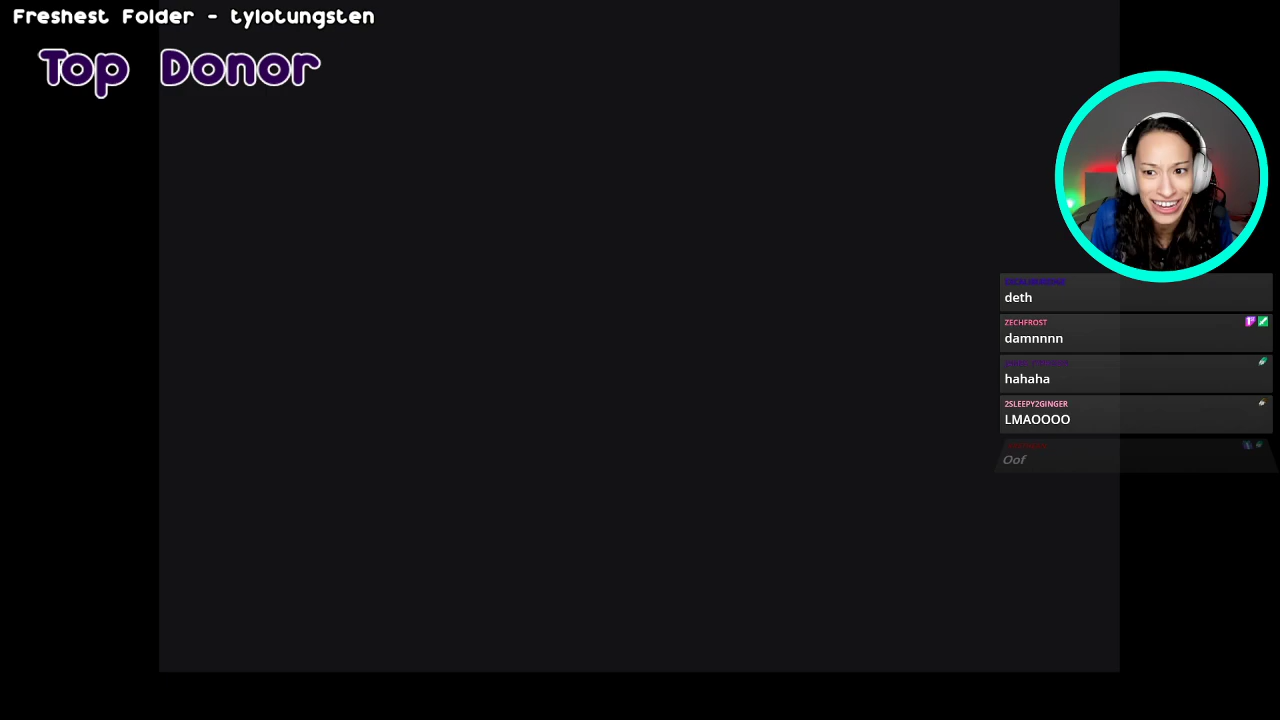 Freshest Folder - tylotungsten
Top Donor
deth
ZECHFROST
damnnnn
hahaha
2SLEEPY2GINGER
LMAOOOO
Oof